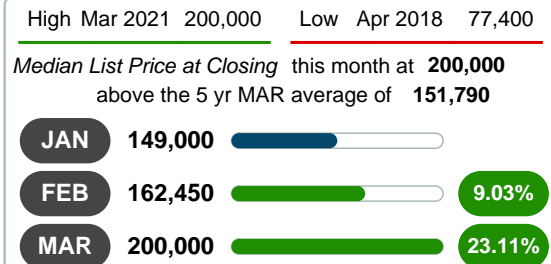 High Mar 2021 200,000 Low Apr 2018 77,400
Median List Price at Closing this month at 200,000
above the 5 yr MAR average of 151,790
JAN 149,000
FEB 162,450 9.03%
MAR 200,000 23.11%